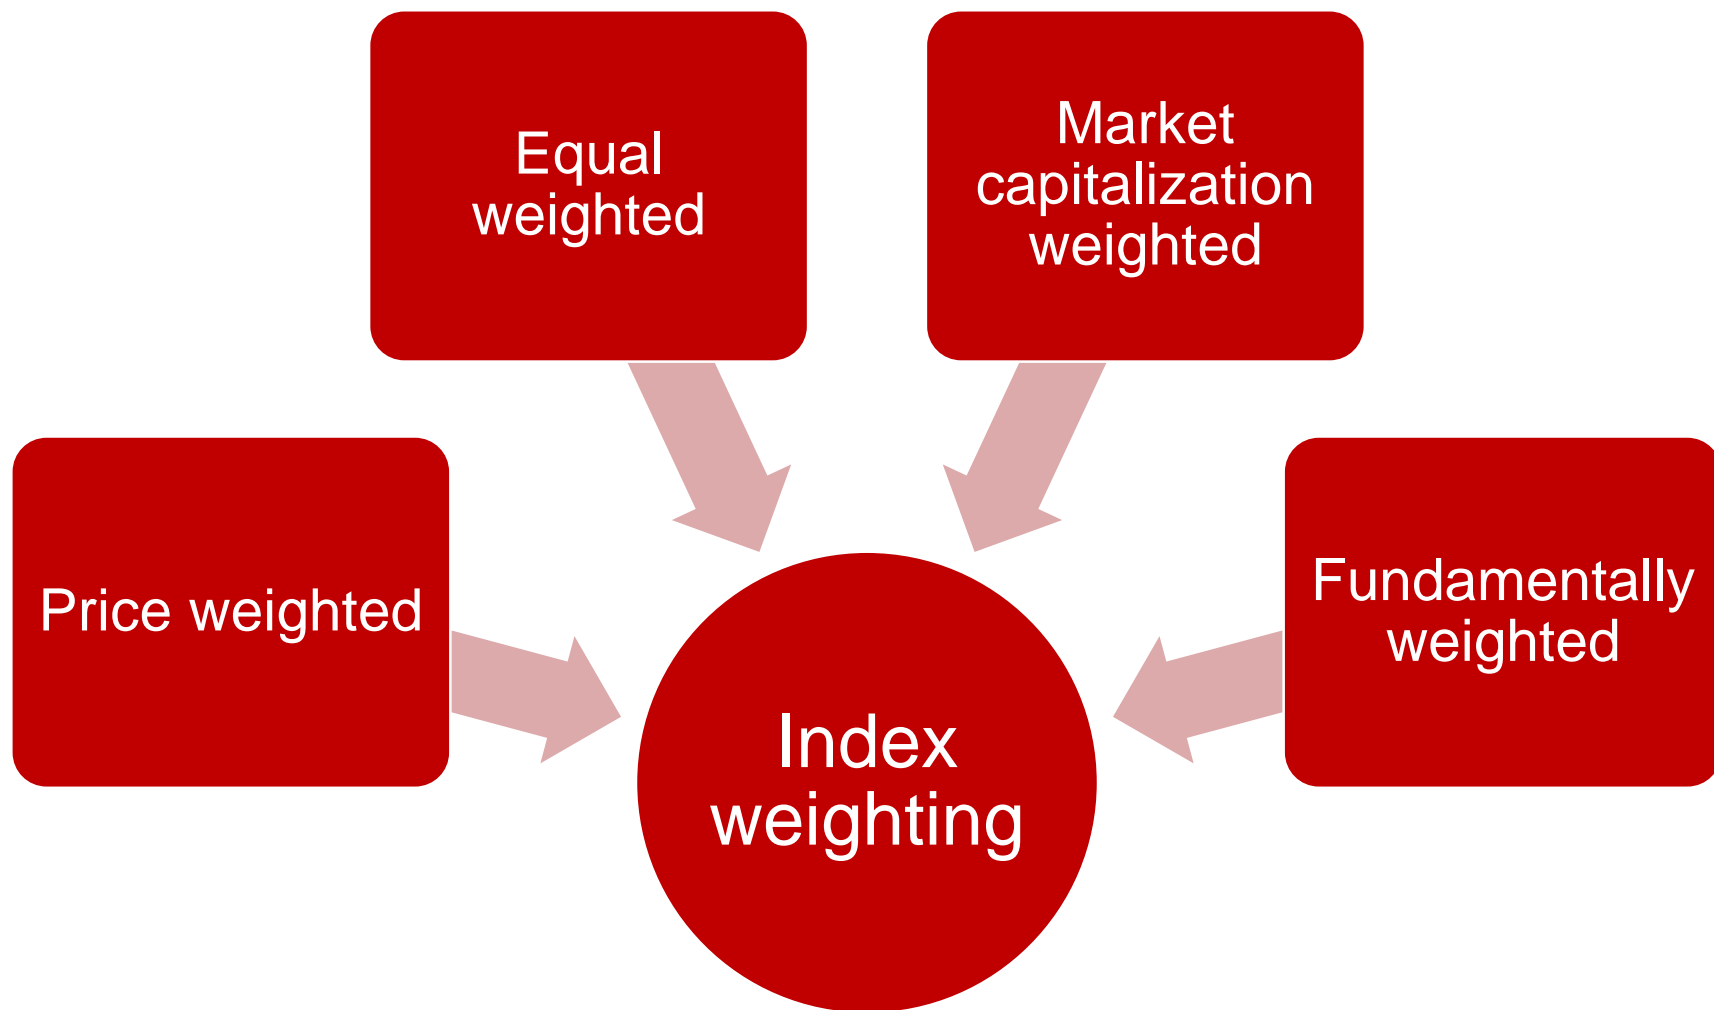 Equal
weighted
Market
capitalization
weighted
Price weighted
Fundamentally
weighted
Index
weighting